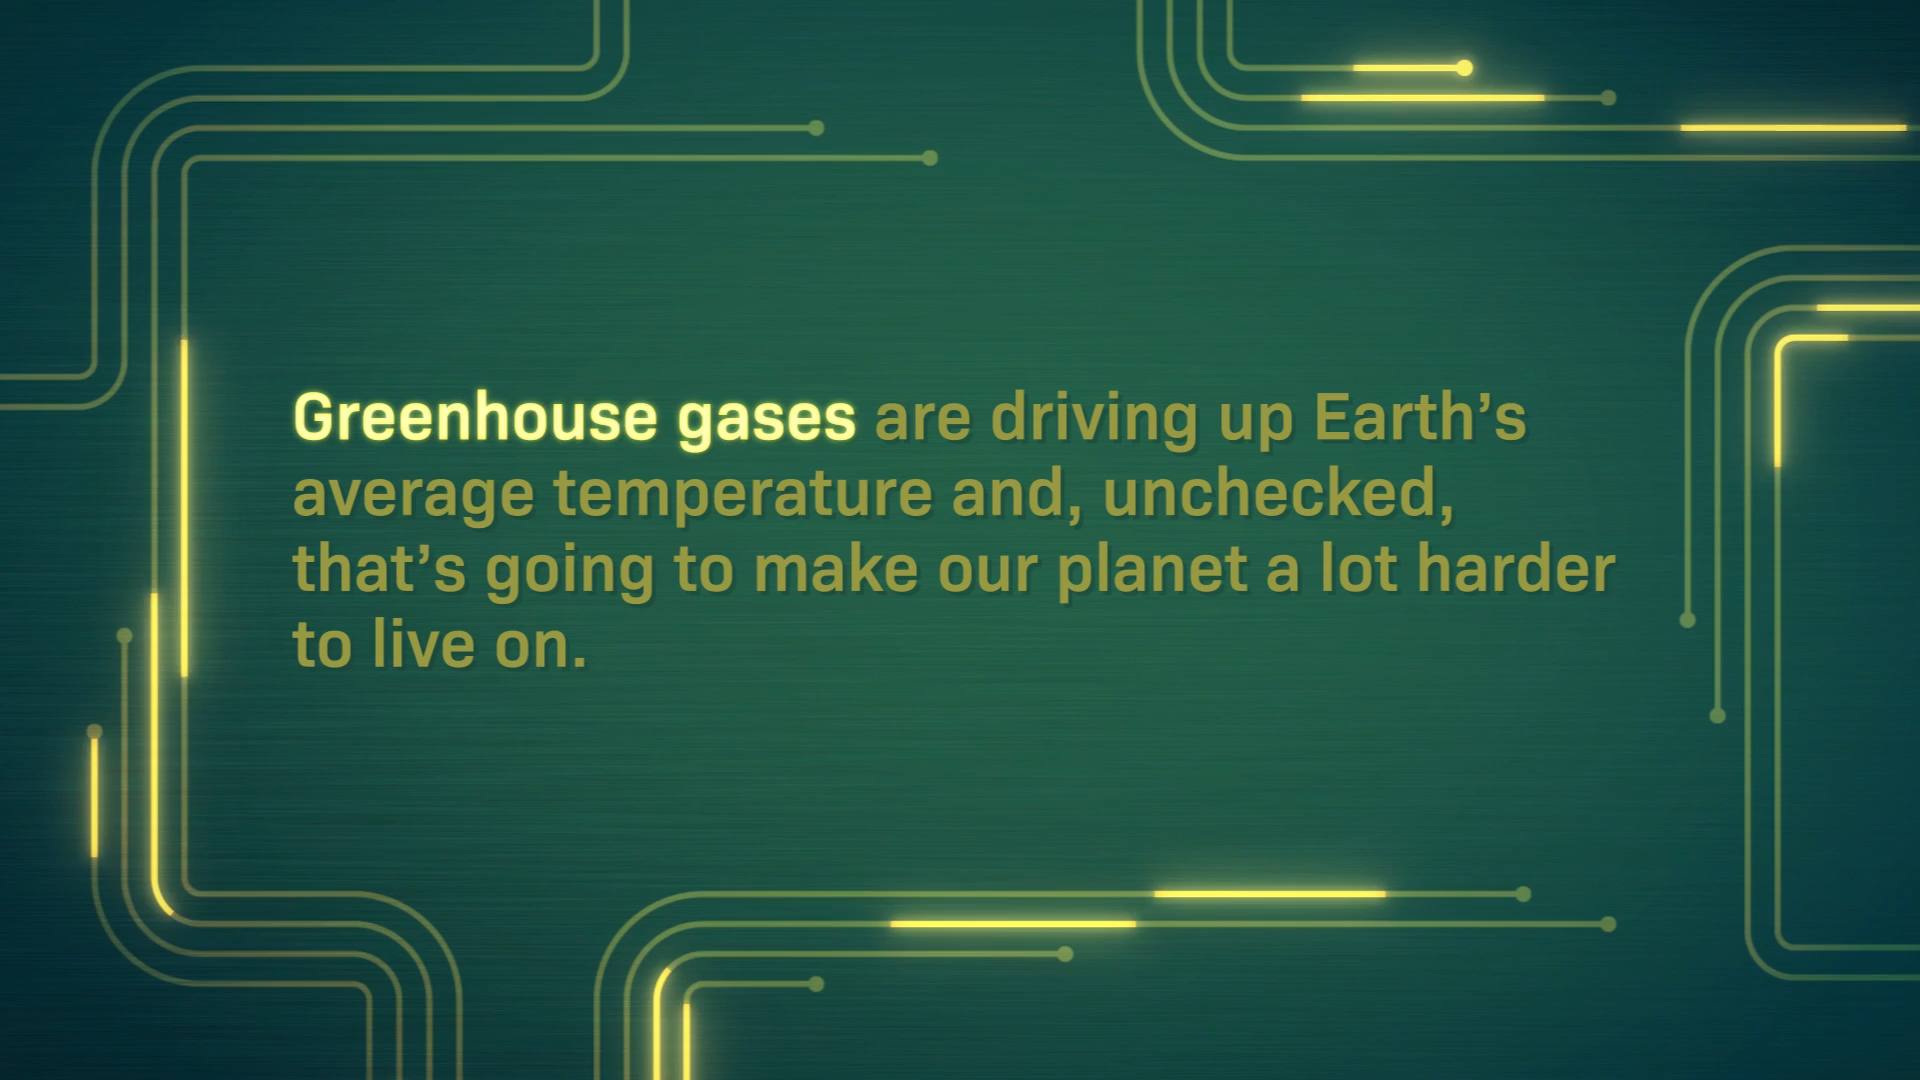 Greenhouse gases are driving up Earth’s
average temperature and, unchecked,
that’s going to make our planet a lot harder
to live on.